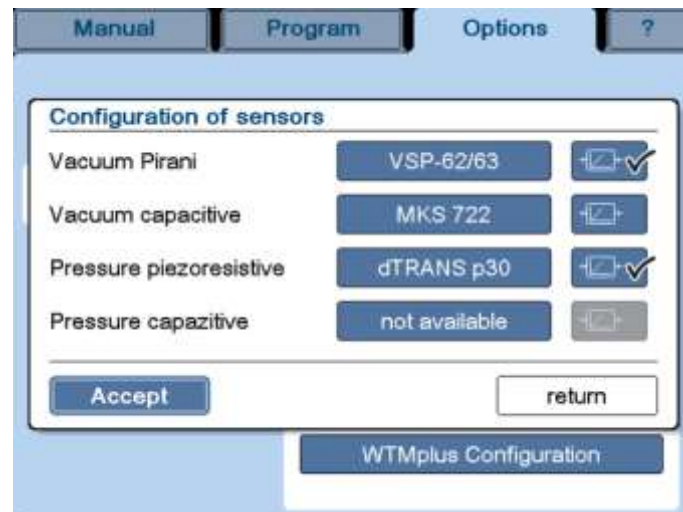 Manual Program Options ?
Configuration of sensors
Vacuum Pirani VSP-62/63
Vacuum capacitive MKS 722
Pressure piezoresistive dTRANS p30
Pressure capazitive not available
Accept return
WTMplus Configuration